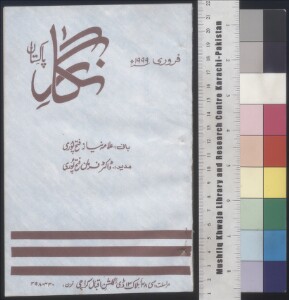 فروری ۱۹۹۹ء
نگار
پاکستان
بانی: علامہ نیاز فتح پوری
مدیر: ڈاکٹر فرمان فتح پوری
Mushfiq Khwaja Library and Research Centre Karachi-Pakistan